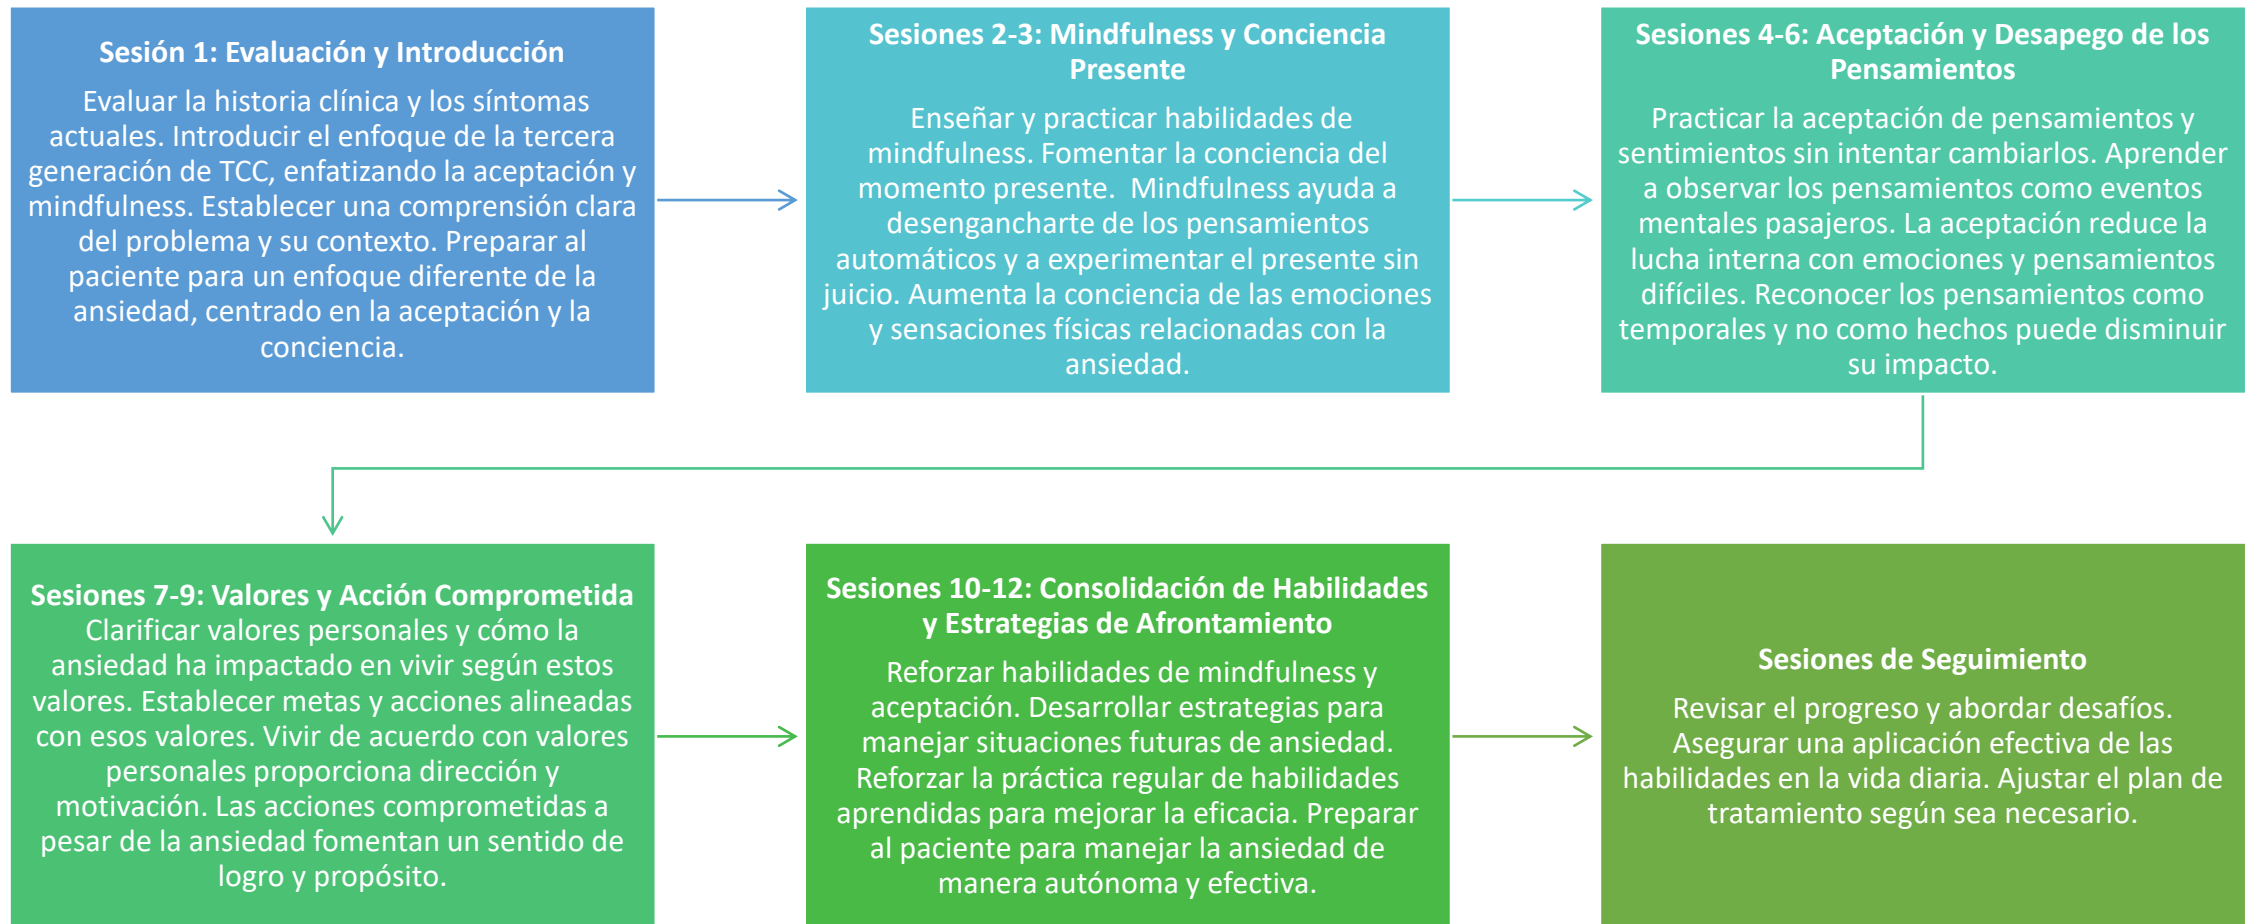 Sesión 1: Evaluación y Introducción
Evaluar la historia clínica y los síntomas
actuales. Introducir el enfoque de la tercera
generación de TCC, enfatizando la aceptación y
mindfulness. Establecer una comprensión clara
del problema y su contexto. Preparar al
paciente para un enfoque diferente de la
ansiedad, centrado en la aceptación y la
conciencia.
Sesiones 2-3: Mindfulness y Conciencia
Presente
Enseñar y practicar habilidades de
mindfulness. Fomentar la conciencia del
momento presente.  Mindfulness ayuda a
desengancharte de los pensamientos
automáticos y a experimentar el presente sin
juicio. Aumenta la conciencia de las emociones
y sensaciones físicas relacionadas con la
ansiedad.
Sesiones 4-6: Aceptación y Desapego de los
Pensamientos
Practicar la aceptación de pensamientos y
sentimientos sin intentar cambiarlos. Aprender
a observar los pensamientos como eventos
mentales pasajeros. La aceptación reduce la
lucha interna con emociones y pensamientos
difíciles. Reconocer los pensamientos como
temporales y no como hechos puede disminuir
su impacto.
Sesiones 7-9: Valores y Acción Comprometida
Clarificar valores personales y cómo la
ansiedad ha impactado en vivir según estos
valores. Establecer metas y acciones alineadas
con esos valores. Vivir de acuerdo con valores
personales proporciona dirección y
motivación. Las acciones comprometidas a
pesar de la ansiedad fomentan un sentido de
logro y propósito.
Sesiones 10-12: Consolidación de Habilidades
y Estrategias de Afrontamiento
Reforzar habilidades de mindfulness y
aceptación. Desarrollar estrategias para
manejar situaciones futuras de ansiedad.
Reforzar la práctica regular de habilidades
aprendidas para mejorar la eficacia. Preparar
al paciente para manejar la ansiedad de
manera autónoma y efectiva.
Sesiones de Seguimiento
Revisar el progreso y abordar desafíos.
Asegurar una aplicación efectiva de las
habilidades en la vida diaria. Ajustar el plan de
tratamiento según sea necesario.